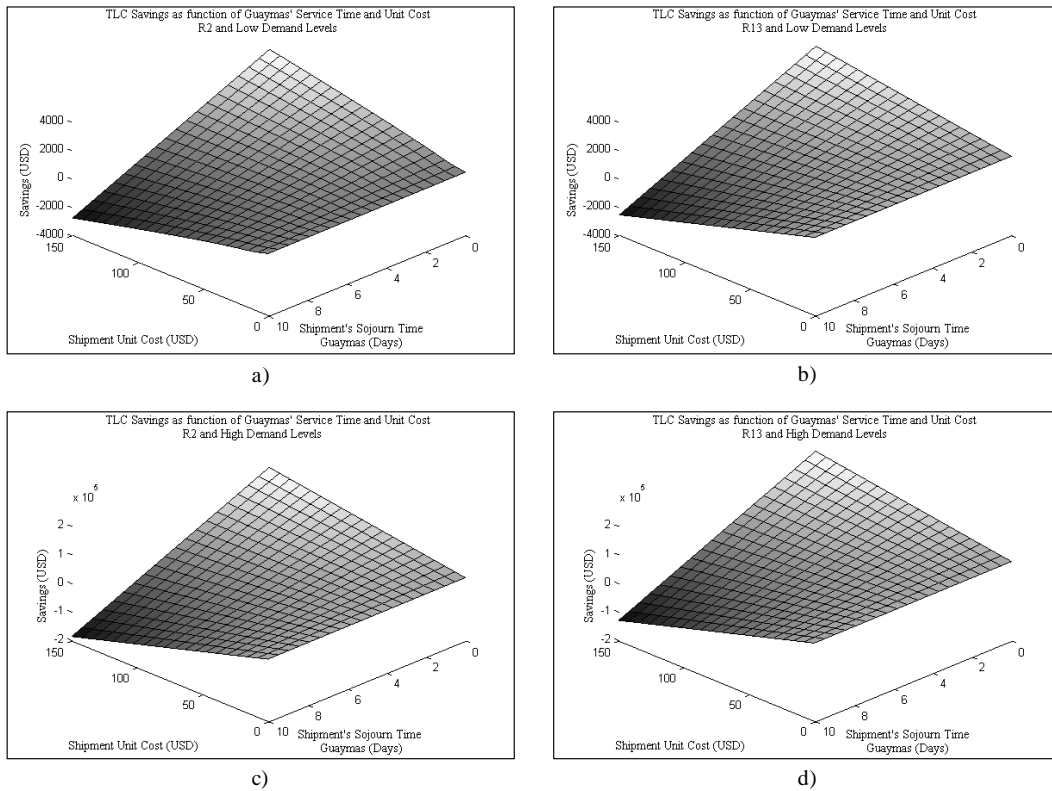 TLC Savings as function of Guaymas' Service Time and Unit Cost
R2 and Low Demand Levels
4000
2000
0
-2000
-4000
Savings (USD)
150
100
50
0
Shipment Unit Cost (USD)
10
8
6
4
2
0
Shipment's Sojourn Time
Guaymas (Days)
a)
TLC Savings as function of Guaymas' Service Time and Unit Cost
R13 and Low Demand Levels
4000
2000
0
-2000
-4000
Savings (USD)
150
100
50
0
Shipment Unit Cost (USD)
10
8
6
4
2
0
Shipment's Sojourn Time
Guaymas (Days)
b)
TLC Savings as function of Guaymas' Service Time and Unit Cost
R2 and High Demand Levels
x 10^5
2
1
0
-1
-2
Savings (USD)
150
100
50
0
Shipment Unit Cost (USD)
10
8
6
4
2
0
Shipment's Sojourn Time
Guaymas (Days)
c)
TLC Savings as function of Guaymas' Service Time and Unit Cost
R13 and High Demand Levels
x 10^5
2
1
0
-1
-2
Savings (USD)
150
100
50
0
Shipment Unit Cost (USD)
10
8
6
4
2
0
Shipment's Sojourn Time
Guaymas (Days)
d)